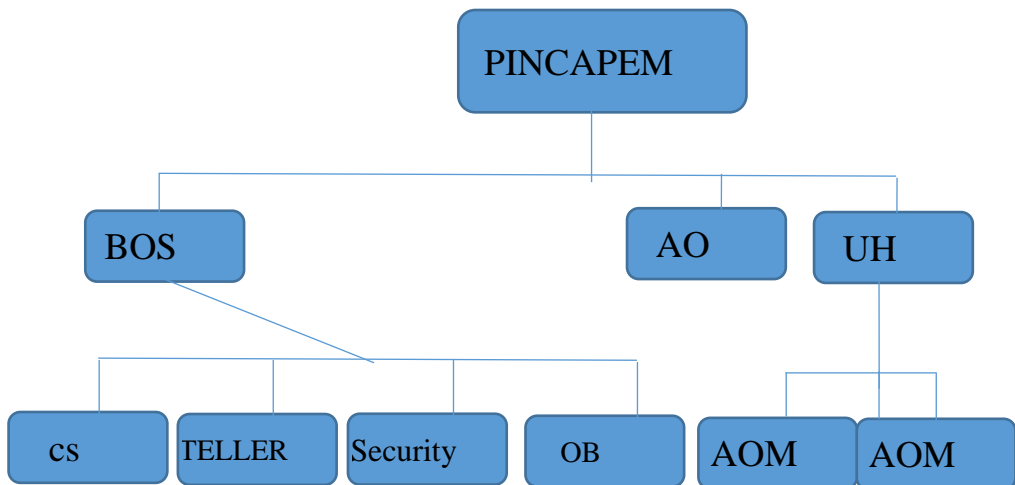 PINCAPEM
BOS
AO
UH
cs
TELLER
Security
OB
AOM
AOM